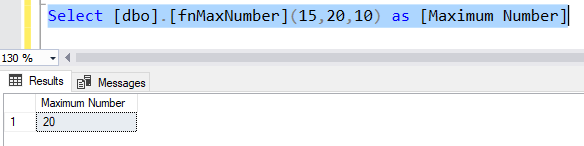 Select [dbo].[fnMaxNumber](15,20,10) as [Maximum Number]
130 %
Results Messages
Maximum Number
1 20